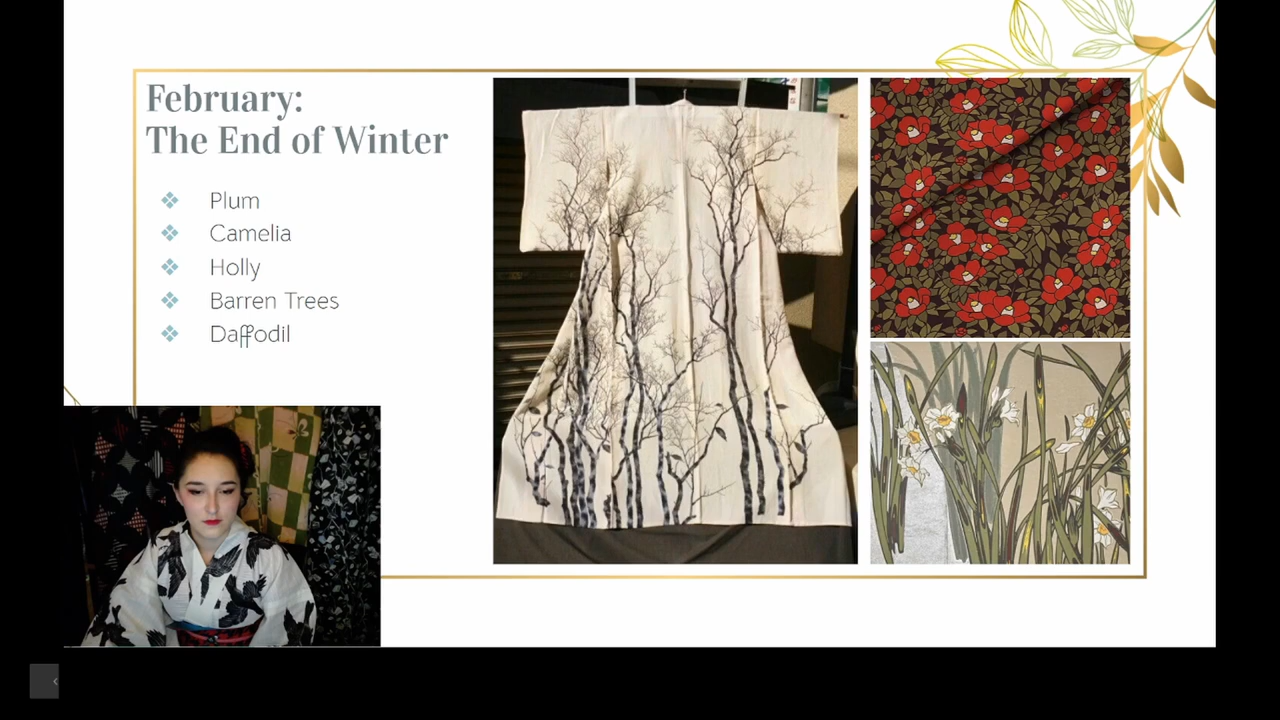 February:
The End of Winter
Plum
Camelia
Holly
Barren Trees
Daffodil